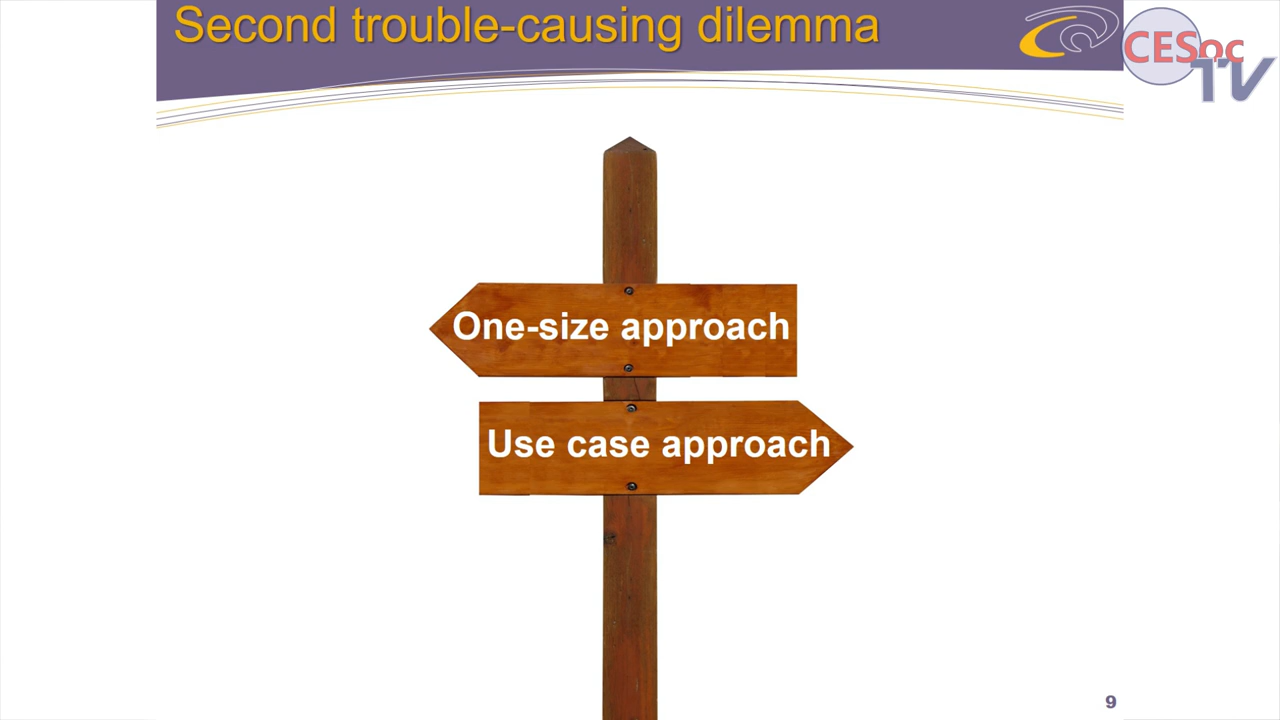 Second trouble-causing dilemma
CESoc
TV
One-size approach
Use case approach
9